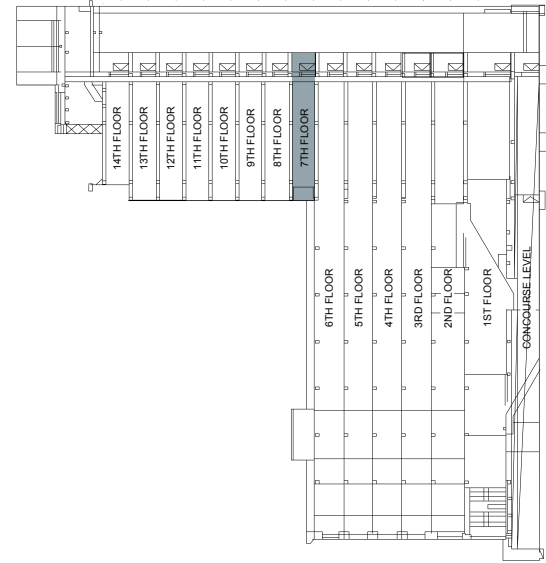 14TH FLOOR
13TH FLOOR
12TH FLOOR
11TH FLOOR
10TH FLOOR
9TH FLOOR
8TH FLOOR
7TH FLOOR
6TH FLOOR
5TH FLOOR
4TH FLOOR
3RD FLOOR
2ND FLOOR
1ST FLOOR
CONCOURSE LEVEL